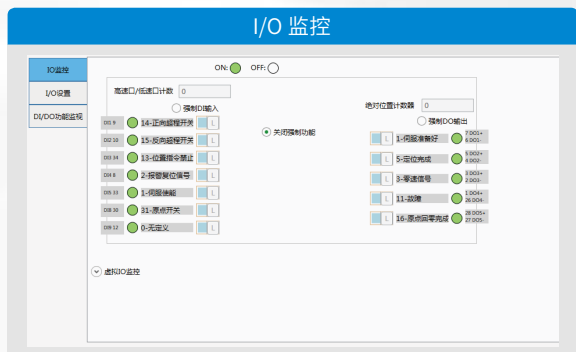 I/O 监控
IO监控
I/O设置
DI/DO功能监视
ON: OFF:
高速口/低速口计数 0
强制DI输入
DI1 9 14-正向超程开关 L
DI2 10 15-反向超程开关 L
DI3 34 13-位置指令禁止 L
DI4 8 2-报警复位信号 L
DI5 33 1-伺服使能 L
DI8 30 31-原点开关 L
DI9 12 0-无定义 L
关闭强制功能
绝对位置计数器 0
强制DO输出
L 1-伺服准备好 7 DO1+
6 DO1-
L 5-定位完成 5 DO2+
4 DO2-
L 3-零速信号 3 DO3+
2 DO3-
L 11-故障 1 DO4+
26 DO4-
L 16-原点回零完成 28 DO5+
27 DO5-
虚拟IO监控